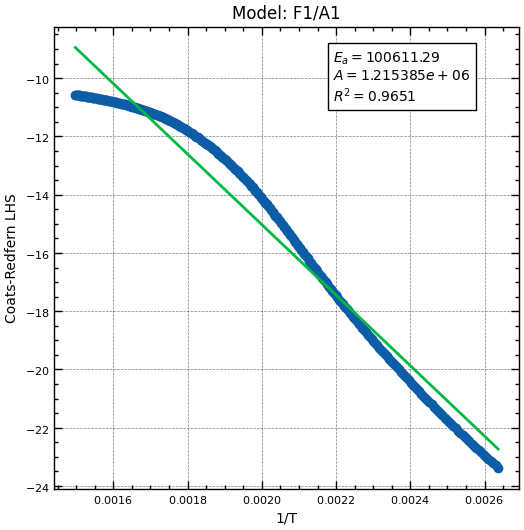 Model: F1/A1
E_a = 100611.29
A = 1.215385e + 06
R^2 = 0.9651
Coats-Redfern LHS
−10
−12
−14
−16
−18
−20
−22
−24
0.0016 0.0018 0.0020 0.0022 0.0024 0.0026
1/T